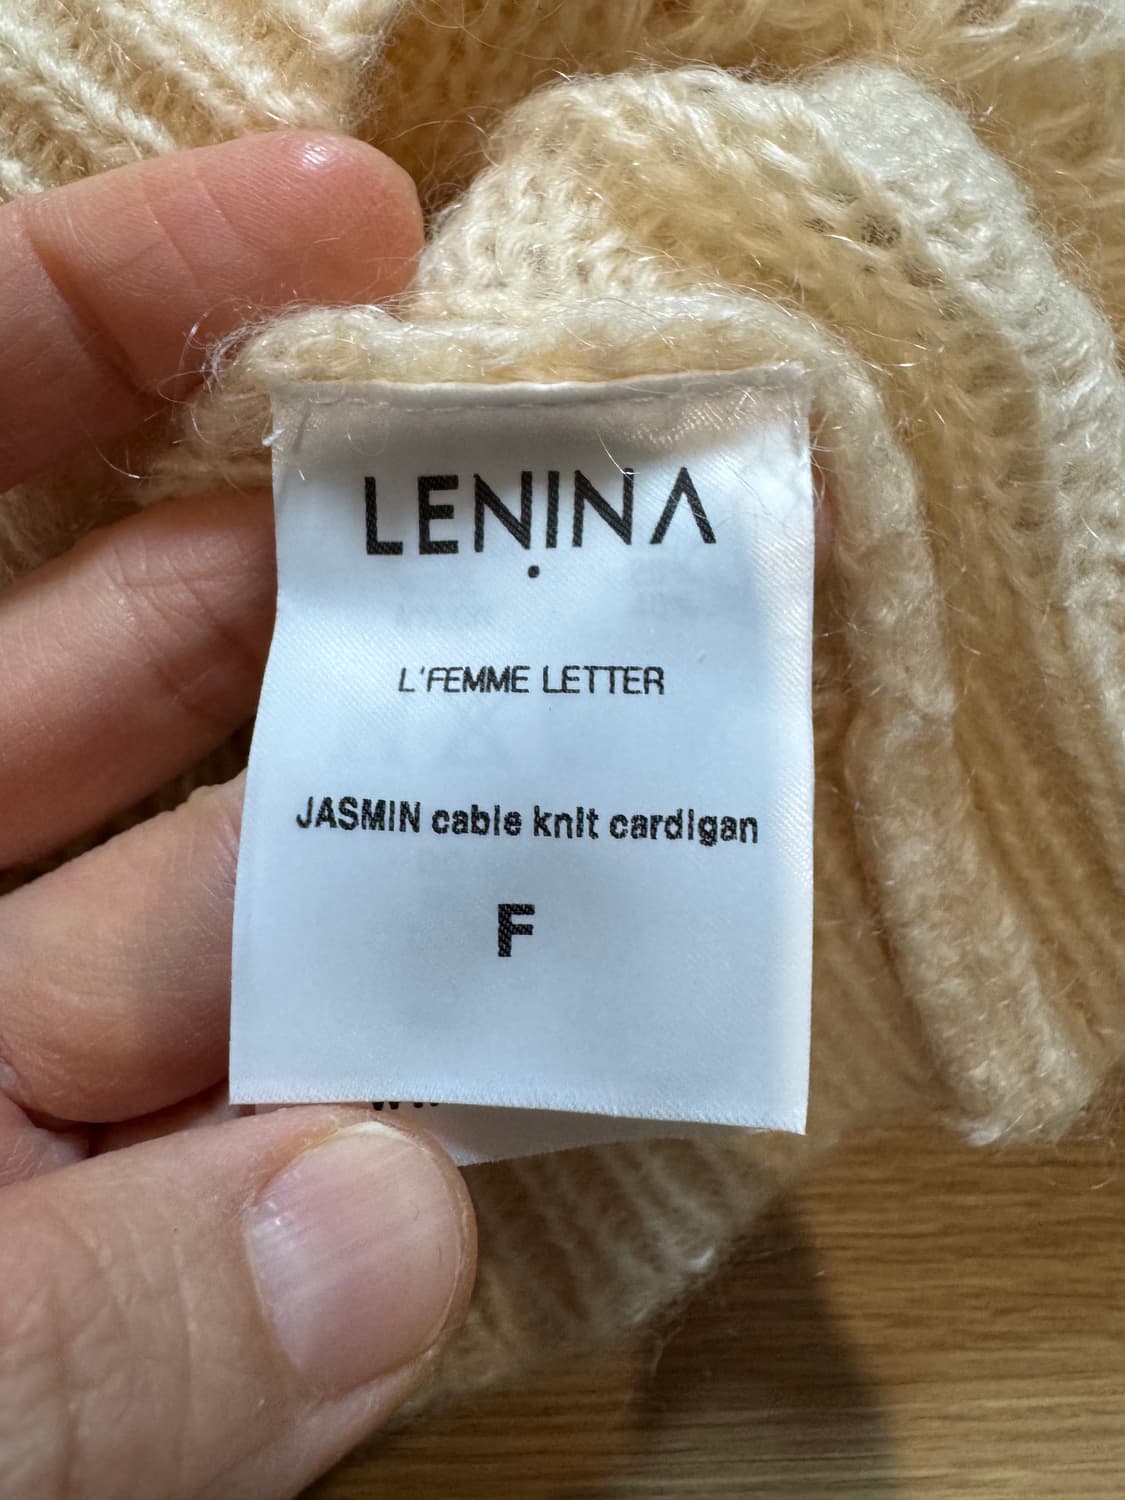 LENINA
L'FEMME LETTER
JASMIN cable knit cardigan
F